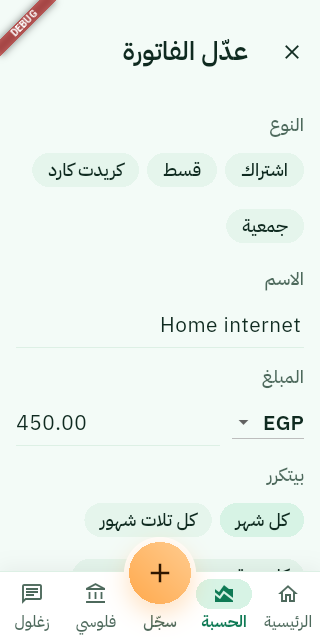 DEBUG
عدّل الفاتورة
النوع
اشتراك قسط كريدت كارد
جمعية
الاسم
Home internet
المبلغ
EGP 450.00
بيتكرر
كل شهر كل تلات شهور
الرئيسية الحسبة سجّل فلوسي زغلول